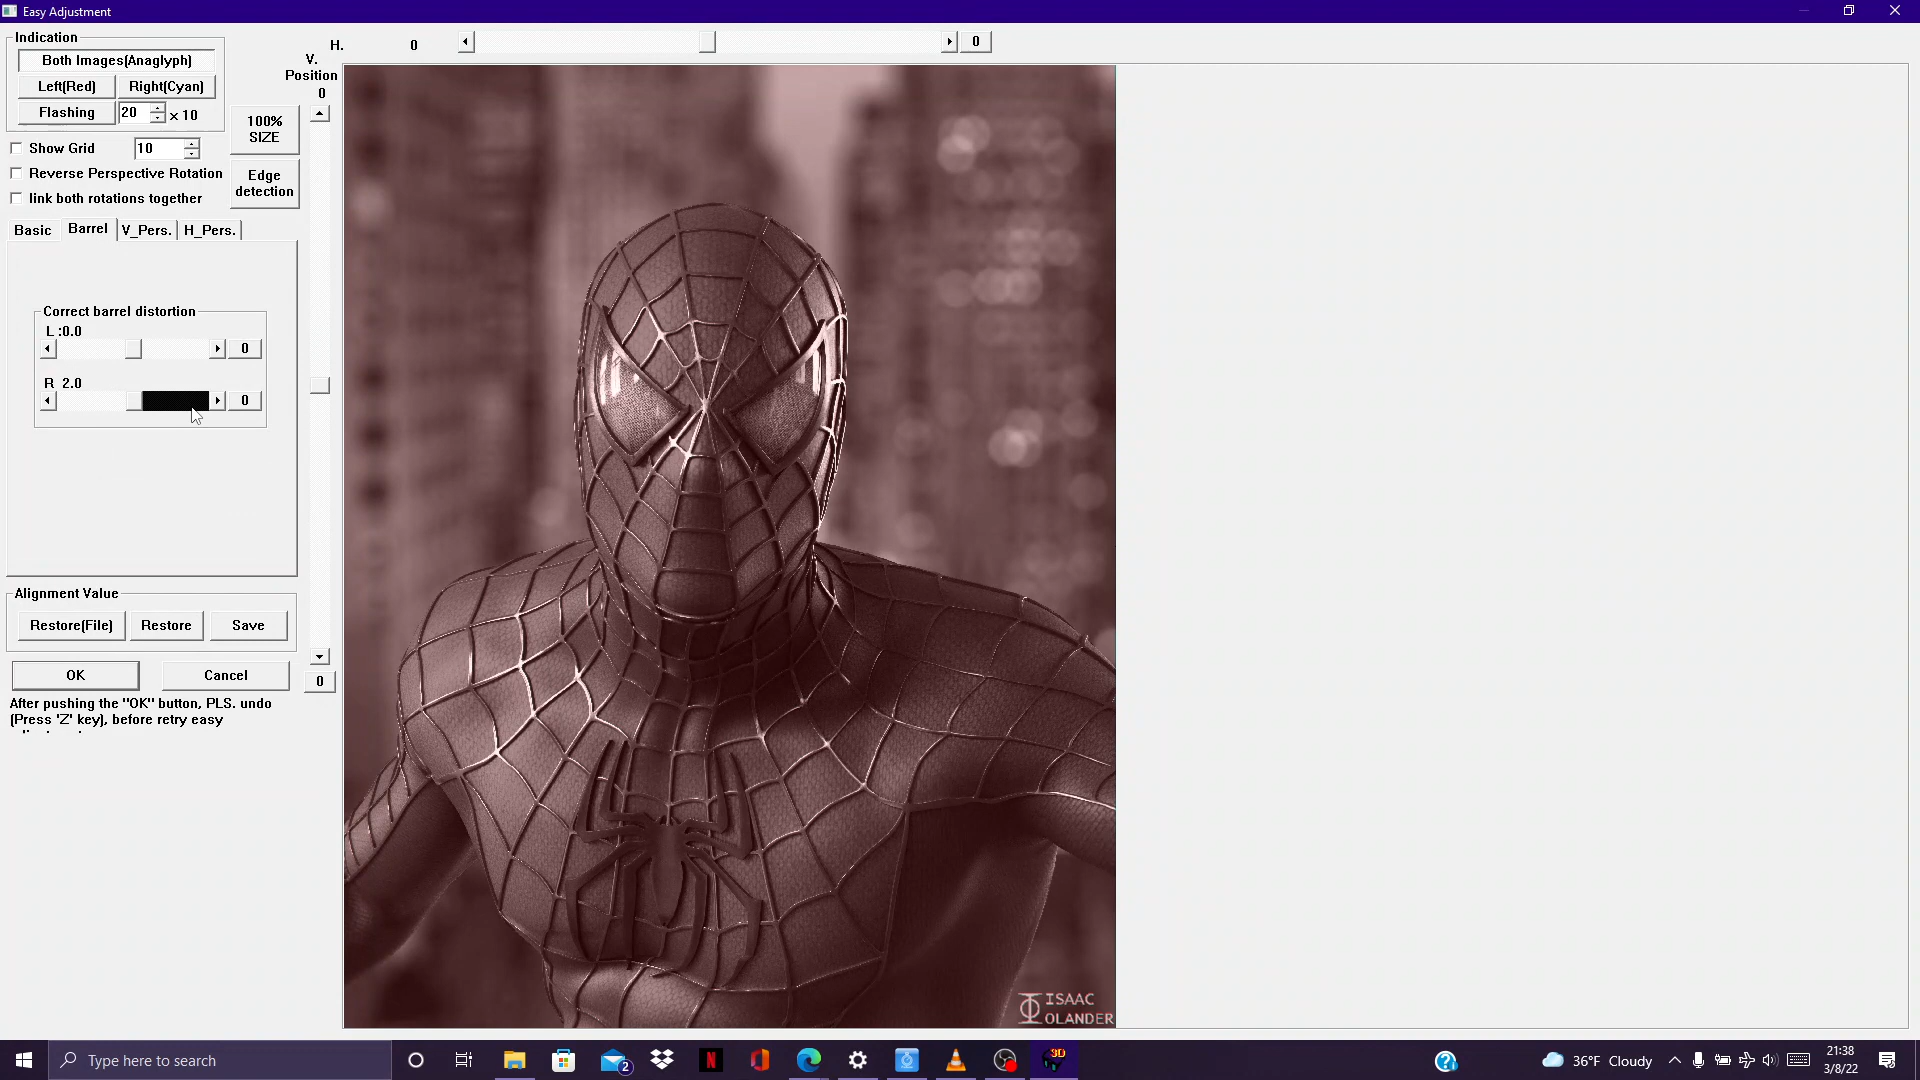 Easy Adjustment
Indication
Both Images(Anaglyph)
Left(Red)
Right(Cyan)
Flashing
20
× 10
Show Grid
10
Reverse Perspective Rotation
link both rotations together
100%
SIZE
Edge
detection
H.
0
0
V.
Position
0
Basic
Barrel
V_Pers.
H_Pers.
Correct barrel distortion
L :0.0
0
R 2.0
0
Alignment Value
Restore(File)
Restore
Save
OK
Cancel
0
After pushing the "OK" button, PLS. undo
(Press 'Z' key), before retry easy
ISAAC
OLANDER
Type here to search
2
N
3D
36°F Cloudy
21:38
3/8/22